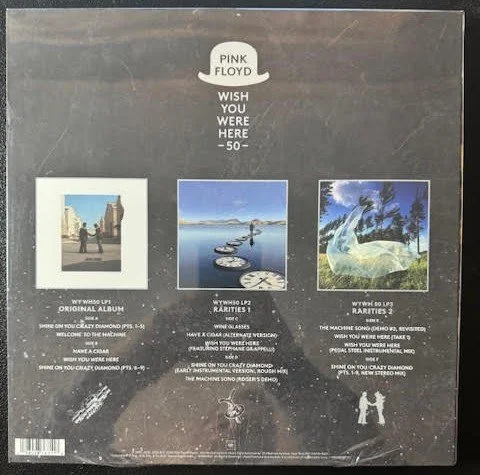 PINK
FLOYD
WISH
YOU
WERE
HERE
-50-
WYWH50 LP1
ORIGINAL ALBUM
SIDE A
SHINE ON YOU CRAZY DIAMOND (PTS. 1-5)
WELCOME TO THE MACHINE
SIDE B
HAVE A CIGAR
WISH YOU WERE HERE
SHINE ON YOU CRAZY DIAMOND (PTS. 6-9)
WYWH50 LP2
RARITIES 1
SIDE C
WINE GLASSES
HAVE A CIGAR (ALTERNATE VERSION)
WISH YOU WERE HERE
(FEATURING STÉPHANE GRAPPELLI)
SIDE D
SHINE ON YOU CRAZY DIAMOND
(EARLY INSTRUMENTAL VERSION, ROUGH MIX)
THE MACHINE SONG (ROGER'S DEMO)
WYWH 50 LP3
RARITIES 2
SIDE E
THE MACHINE SONG (DEMO #2, REVISITED)
WISH YOU WERE HERE (TAKE 1)
WISH YOU WERE HERE
(PEDAL STEEL INSTRUMENTAL MIX)
SIDE F
SHINE ON YOU CRAZY DIAMOND
(PTS. 1-9, NEW STEREO MIX)